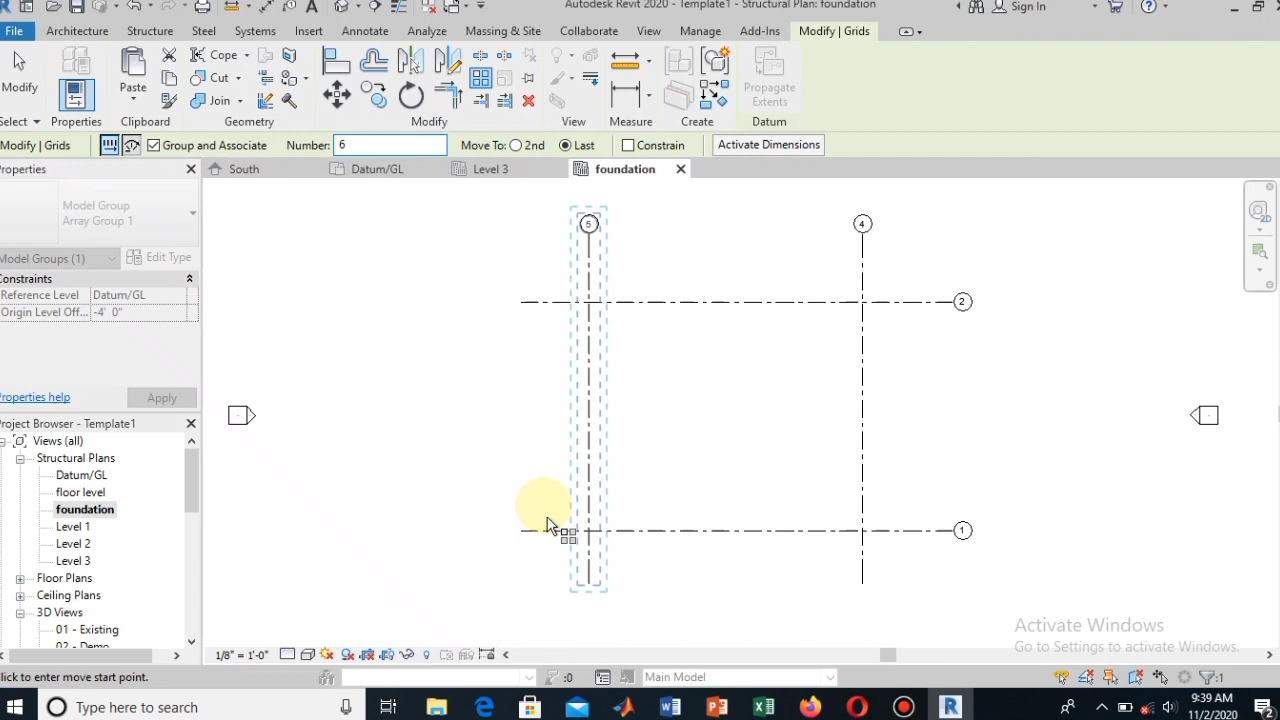 Autodesk Revit 2020 - Template1 - Structural Plan: foundation
Sign In
File Architecture Structure Steel Systems Insert Annotate Analyze Massing & Site Collaborate View Manage Add-Ins Modify | Grids
Modify
Paste
Cope
Cut
Join
Propagate
Extents
Select Properties Clipboard Geometry Modify View Measure Create Datum
Modify | Grids Group and Associate Number: 6 Move To: 2nd Last Constrain Activate Dimensions
Properties
South Datum/GL Level 3 foundation
Model Group
Array Group 1
Model Groups (1) Edit Type
Constraints
Reference Level Datum/GL
Origin Level Off... -4' 0"
Properties help Apply
Project Browser - Template1
Views (all)
Structural Plans
Datum/GL
floor level
foundation
Level 1
Level 2
Level 3
Floor Plans
Ceiling Plans
3D Views
01 - Existing
02 - Demo
5
4
2
1
Activate Windows
Go to Settings to activate Windows.
1/8" = 1'-0"
Click to enter move start point.
:0
Main Model
:1
Type here to search
9:39 AM
11/2/2020